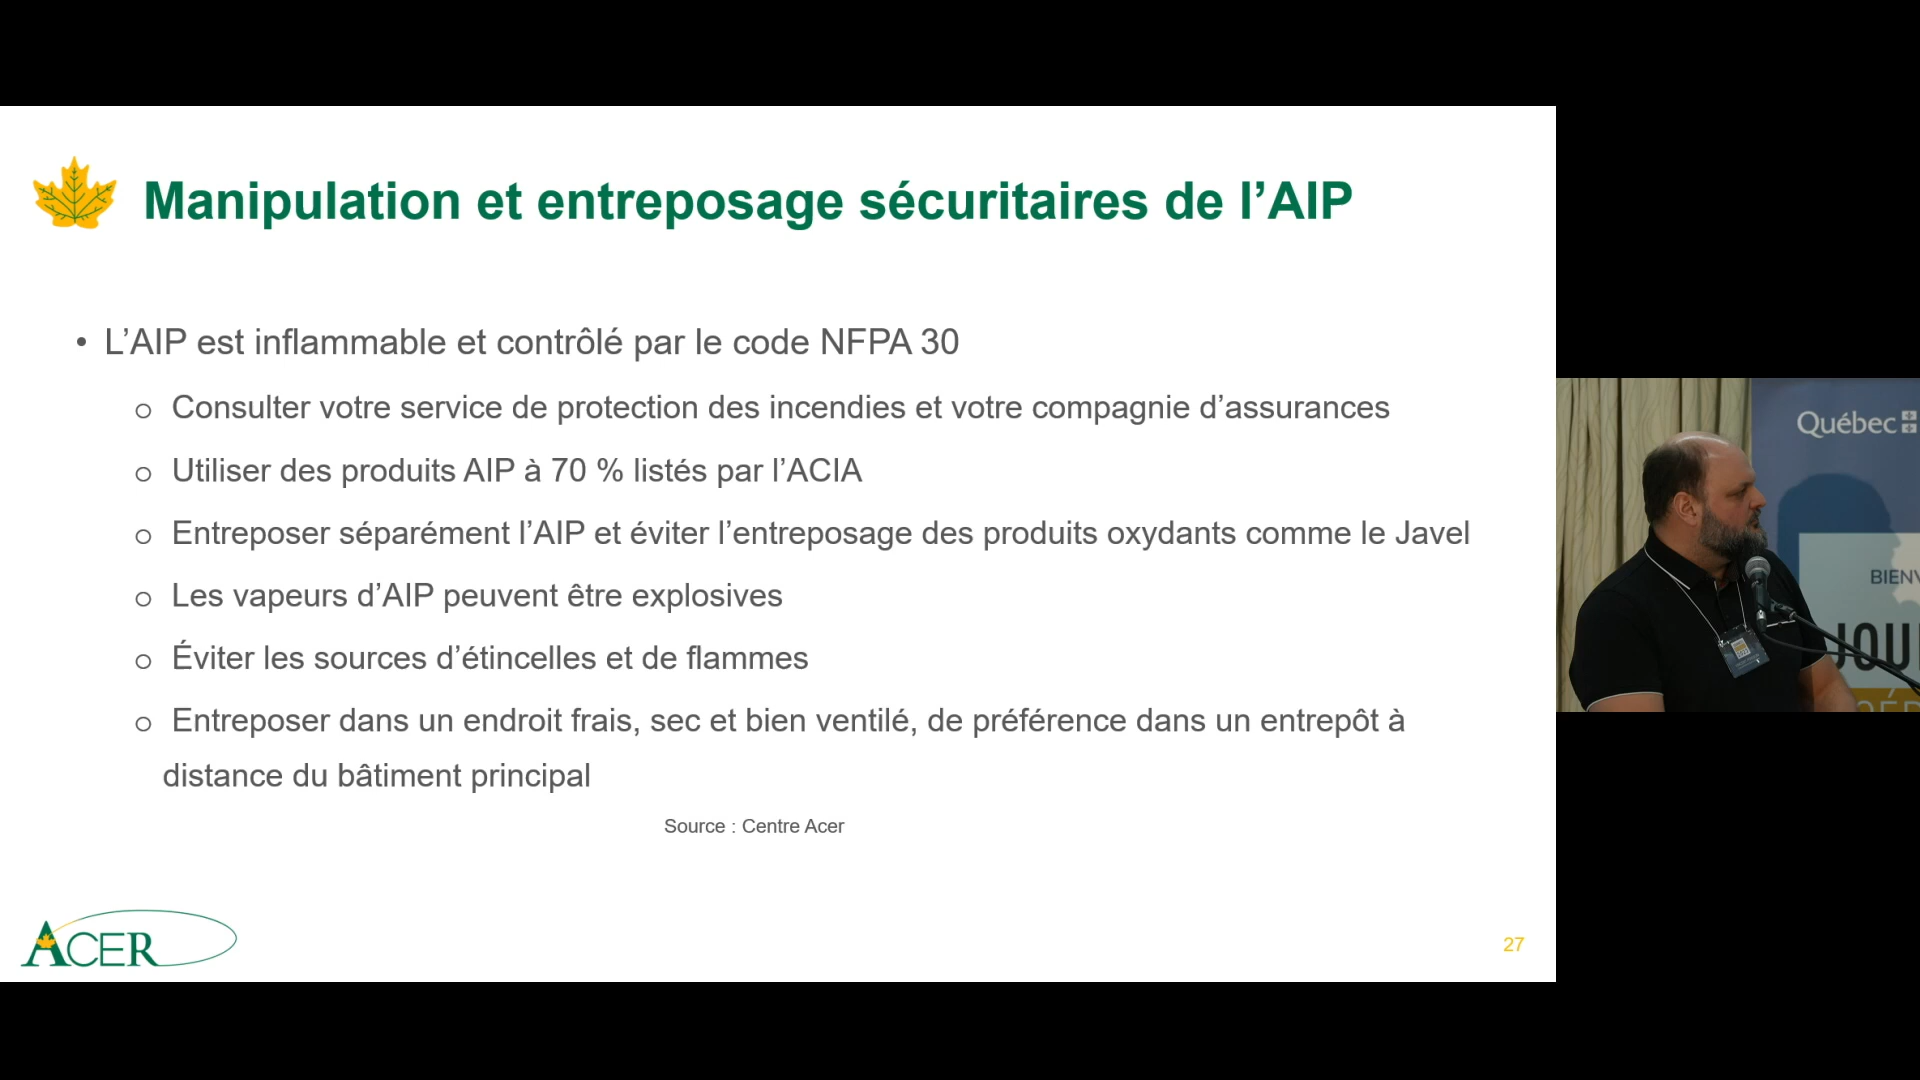 Manipulation et entreposage sécuritaires de l’AIP
• L’AIP est inflammable et contrôlé par le code NFPA 30
o Consulter votre service de protection des incendies et votre compagnie d’assurances
o Utiliser des produits AIP à 70 % listés par l’ACIA
o Entreposer séparément l’AIP et éviter l’entreposage des produits oxydants comme le Javel
o Les vapeurs d’AIP peuvent être explosives
o Éviter les sources d’étincelles et de flammes
o Entreposer dans un endroit frais, sec et bien ventilé, de préférence dans un entrepôt à
distance du bâtiment principal
Source : Centre Acer
ACER
27
Québec
BIENV
JOU